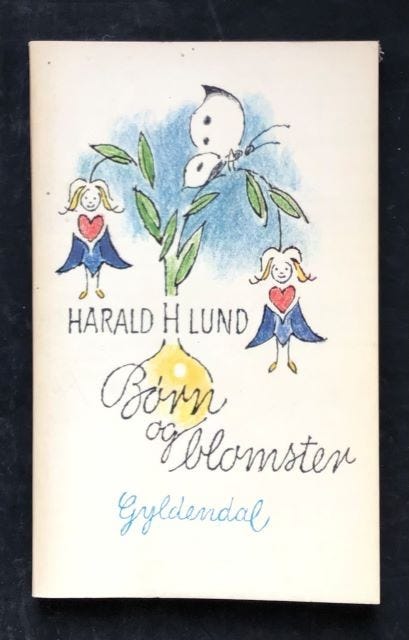 HARALD H LUND
Børn
og
blomster
Gyldendal